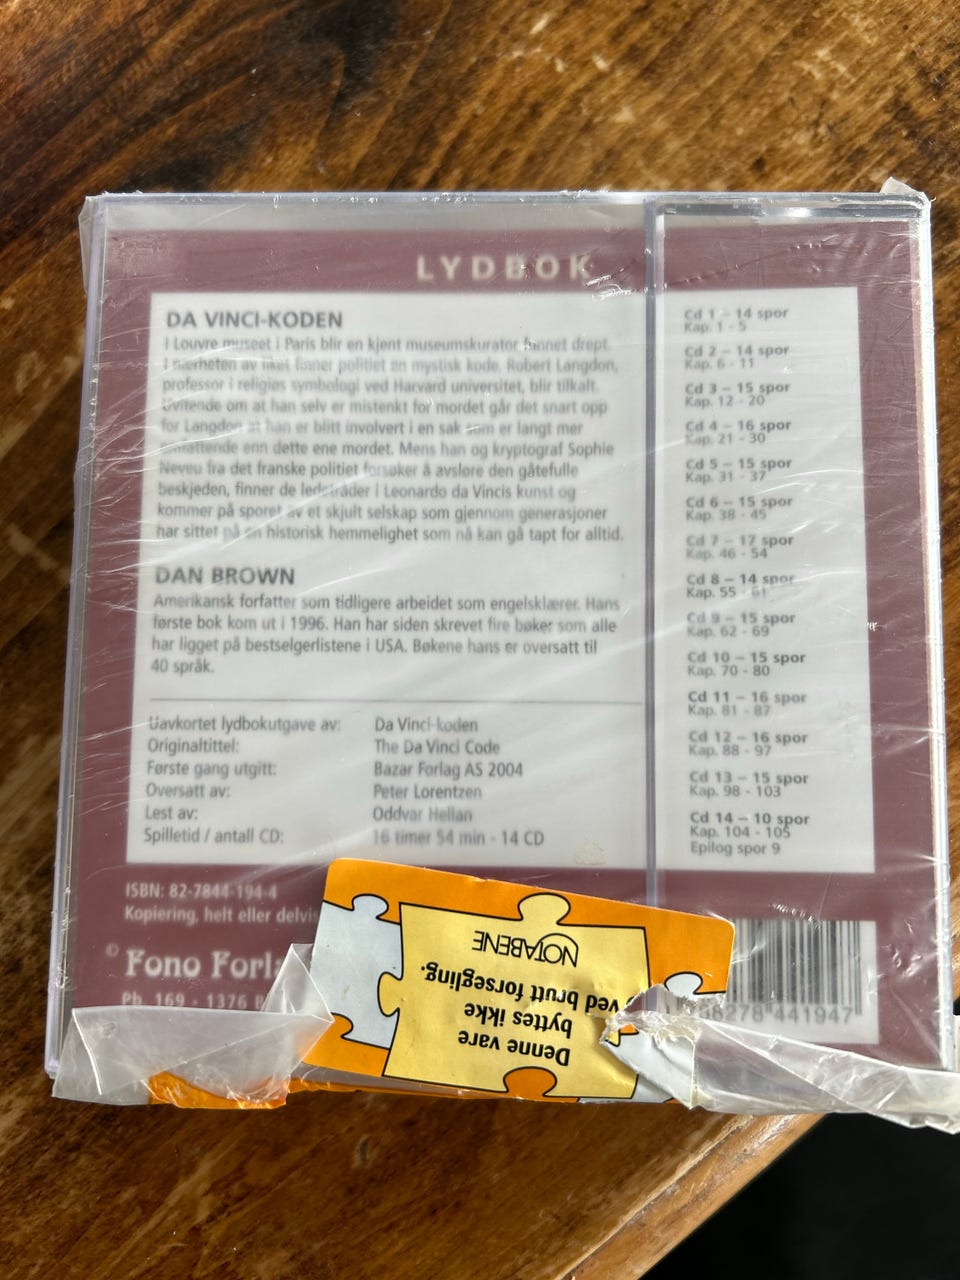 LYDBOK
DA VINCI-KODEN
I Louvre museet i Paris blir en kjent museumskurator funnet drept.
I nærheten av liket finner politiet en mystisk kode. Robert Langdon,
professor i religiøs symbologi ved Harvard universitet, blir tilkalt.
Uvitende om at han selv er mistenkt for mordet går det snart opp
for Langdon at han er blitt involvert i en sak som er langt mer
omfattende enn dette ene mordet. Mens han og kryptograf Sophie
Neveu fra det franske politiet forsøker å avsløre den gåtefulle
beskjeden, finner de ledetråder i Leonardo da Vincis kunst og
kommer på sporet av et skjult selskap som gjennom generasjoner
har sittet på en historisk hemmelighet som nå kan gå tapt for alltid.
DAN BROWN
Amerikansk forfatter som tidligere arbeidet som engelsklærer. Hans
første bok kom ut i 1996. Han har siden skrevet fire bøker som alle
har ligget på bestselgerlistene i USA. Bøkene hans er oversatt til
40 språk.
Uavkortet lydbokutgave av: Da Vinci-koden
Originaltittel: The Da Vinci Code
Første gang utgitt: Bazar Forlag AS 2004
Oversatt av: Peter Lorentzen
Lest av: Oddvar Hellan
Spilletid / antall CD: 16 timer 54 min - 14 CD
Cd 1 – 14 spor
Kap. 1 - 5
Cd 2 – 14 spor
Kap. 6 - 11
Cd 3 – 15 spor
Kap. 12 - 20
Cd 4 – 16 spor
Kap. 21 - 30
Cd 5 – 15 spor
Kap. 31 - 37
Cd 6 – 15 spor
Kap. 38 - 45
Cd 7 – 17 spor
Kap. 46 - 54
Cd 8 – 14 spor
Kap. 55 - 61
Cd 9 – 15 spor
Kap. 62 - 69
Cd 10 – 15 spor
Kap. 70 - 80
Cd 11 – 16 spor
Kap. 81 - 87
Cd 12 – 16 spor
Kap. 88 - 97
Cd 13 – 15 spor
Kap. 98 - 103
Cd 14 – 10 spor
Kap. 104 - 105
Epilog spor 9
ISBN: 82-7844-194-4
Kopiering, helt eller delvis
© Fono Forla
Ph. 169 - 1376
Denne vare
byttes ikke
ved brutt forsegling.
NOTABENE
88278 441947